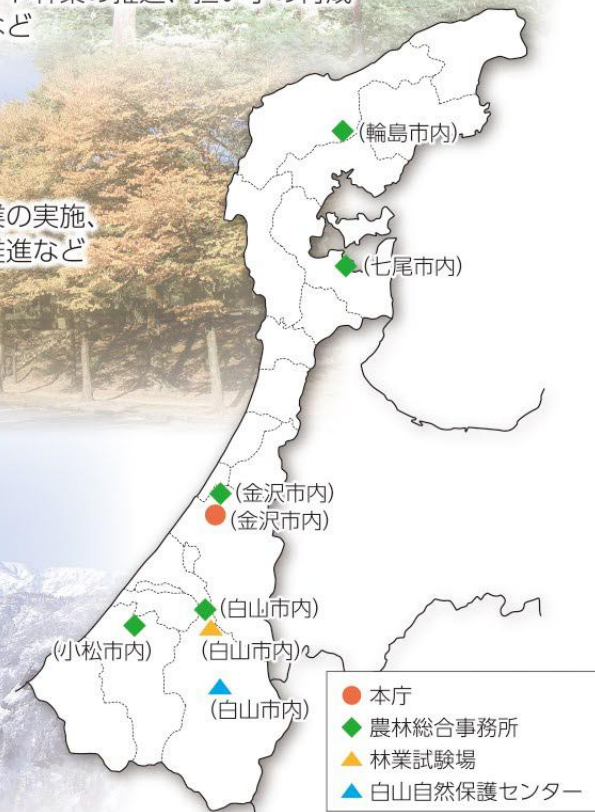 など
業の実施、
推進など
(輪島市内)
(七尾市内)
(金沢市内)
(金沢市内)
(白山市内)
(小松市内)
(白山市内)
(白山市内)
本庁
農林総合事務所
林業試験場
白山自然保護センター